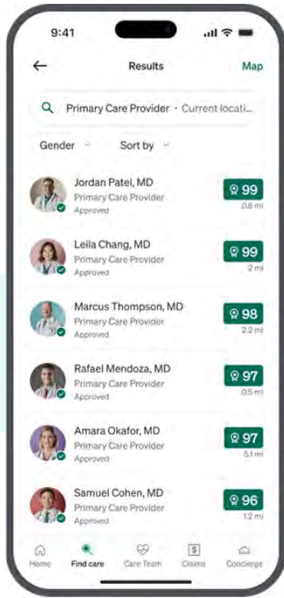 9:41
Results
Map
Primary Care Provider · Current locati...
Gender
Sort by
Jordan Patel, MD
99
Primary Care Provider
0.6 mi
Approved
Leila Chang, MD
99
Primary Care Provider
2 mi
Approved
Marcus Thompson, MD
98
Primary Care Provider
2.2 mi
Approved
Rafael Mendoza, MD
97
Primary Care Provider
0.5 mi
Approved
Amara Okafor, MD
97
Primary Care Provider
5.1 mi
Approved
Samuel Cohen, MD
96
Primary Care Provider
1.2 mi
Approved
Home
Find care
Care Team
Claims
Concierge